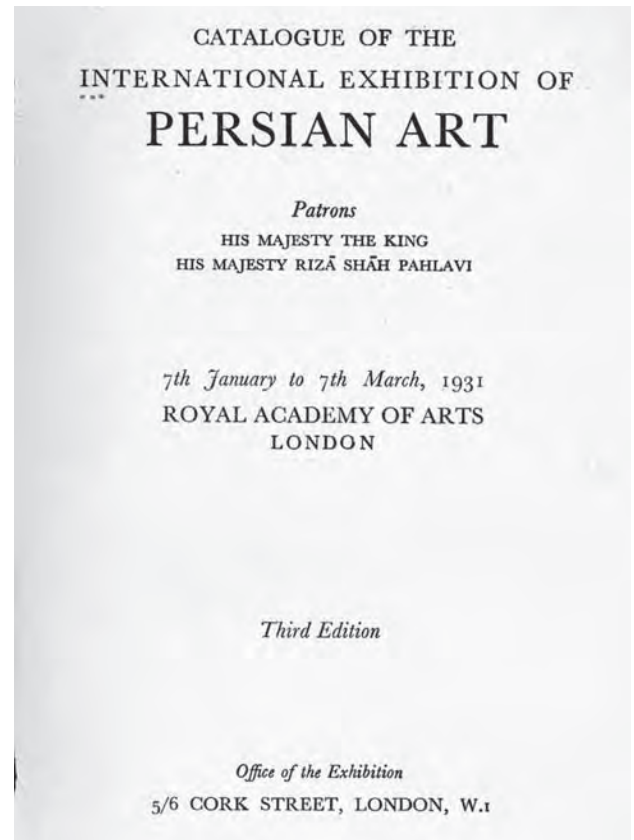 CATALOGUE OF THE
INTERNATIONAL EXHIBITION OF
PERSIAN ART
Patrons
HIS MAJESTY THE KING
HIS MAJESTY RIZĀ SHĀH PAHLAVI
7th January to 7th March, 1931
ROYAL ACADEMY OF ARTS
LONDON
Third Edition
Office of the Exhibition
5/6 CORK STREET, LONDON, W.1